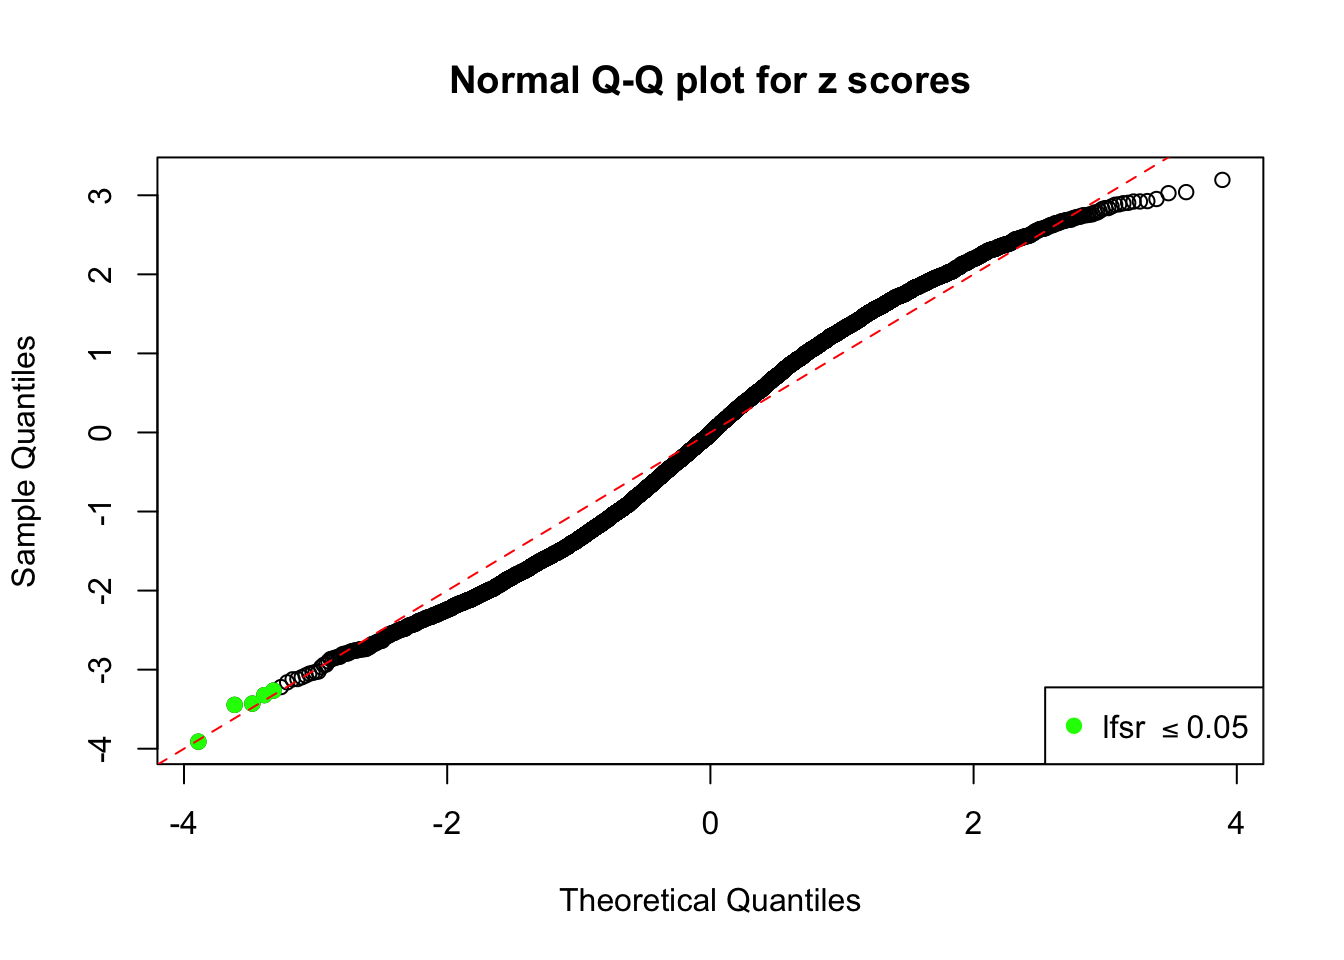 Normal Q-Q plot for z scores
Sample Quantiles
3
2
1
0
-1
-2
-3
-4
lfsr ≤ 0.05
-4 -2 0 2 4
Theoretical Quantiles